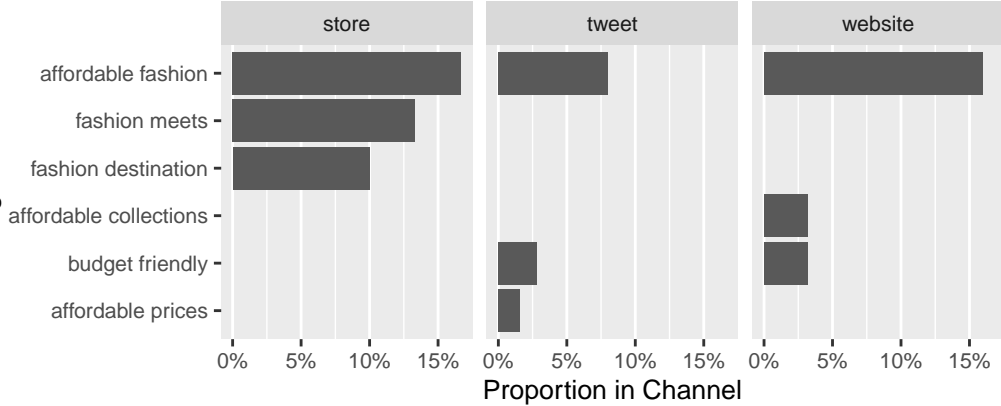 store tweet website
affordable fashion
fashion meets
fashion destination
affordable collections
budget friendly
affordable prices
0% 5% 10% 15% 0% 5% 10% 15% 0% 5% 10% 15%
Proportion in Channel